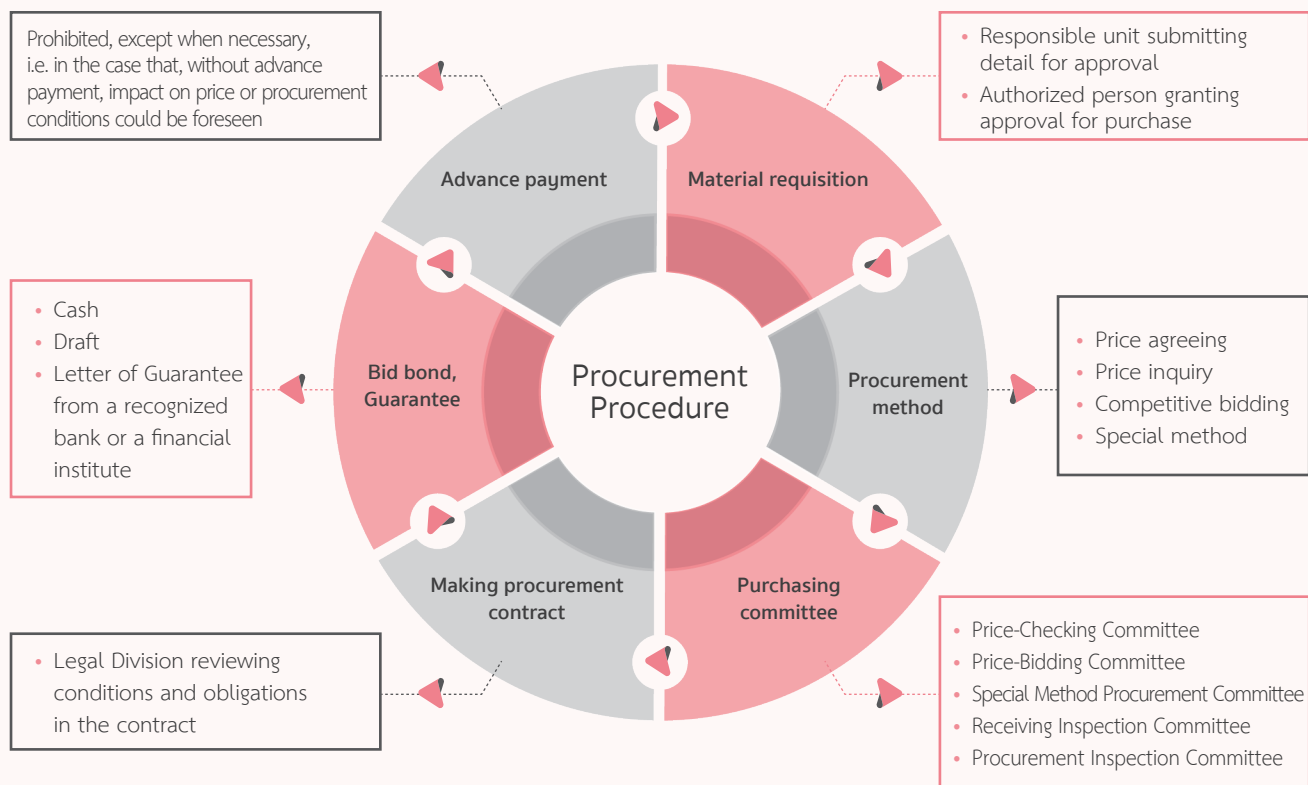 Prohibited, except when necessary,
i.e. in the case that, without advance
payment, impact on price or procurement
conditions could be foreseen
• Responsible unit submitting
detail for approval
• Authorized person granting
approval for purchase
Advance payment
Material requisition
• Cash
• Draft
• Letter of Guarantee
from a recognized
bank or a financial
institute
Bid bond,
Guarantee
Procurement
Procedure
Procurement
method
• Price agreeing
• Price inquiry
• Competitive bidding
• Special method
Making procurement
contract
Purchasing
committee
• Legal Division reviewing
conditions and obligations
in the contract
• Price-Checking Committee
• Price-Bidding Committee
• Special Method Procurement Committee
• Receiving Inspection Committee
• Procurement Inspection Committee